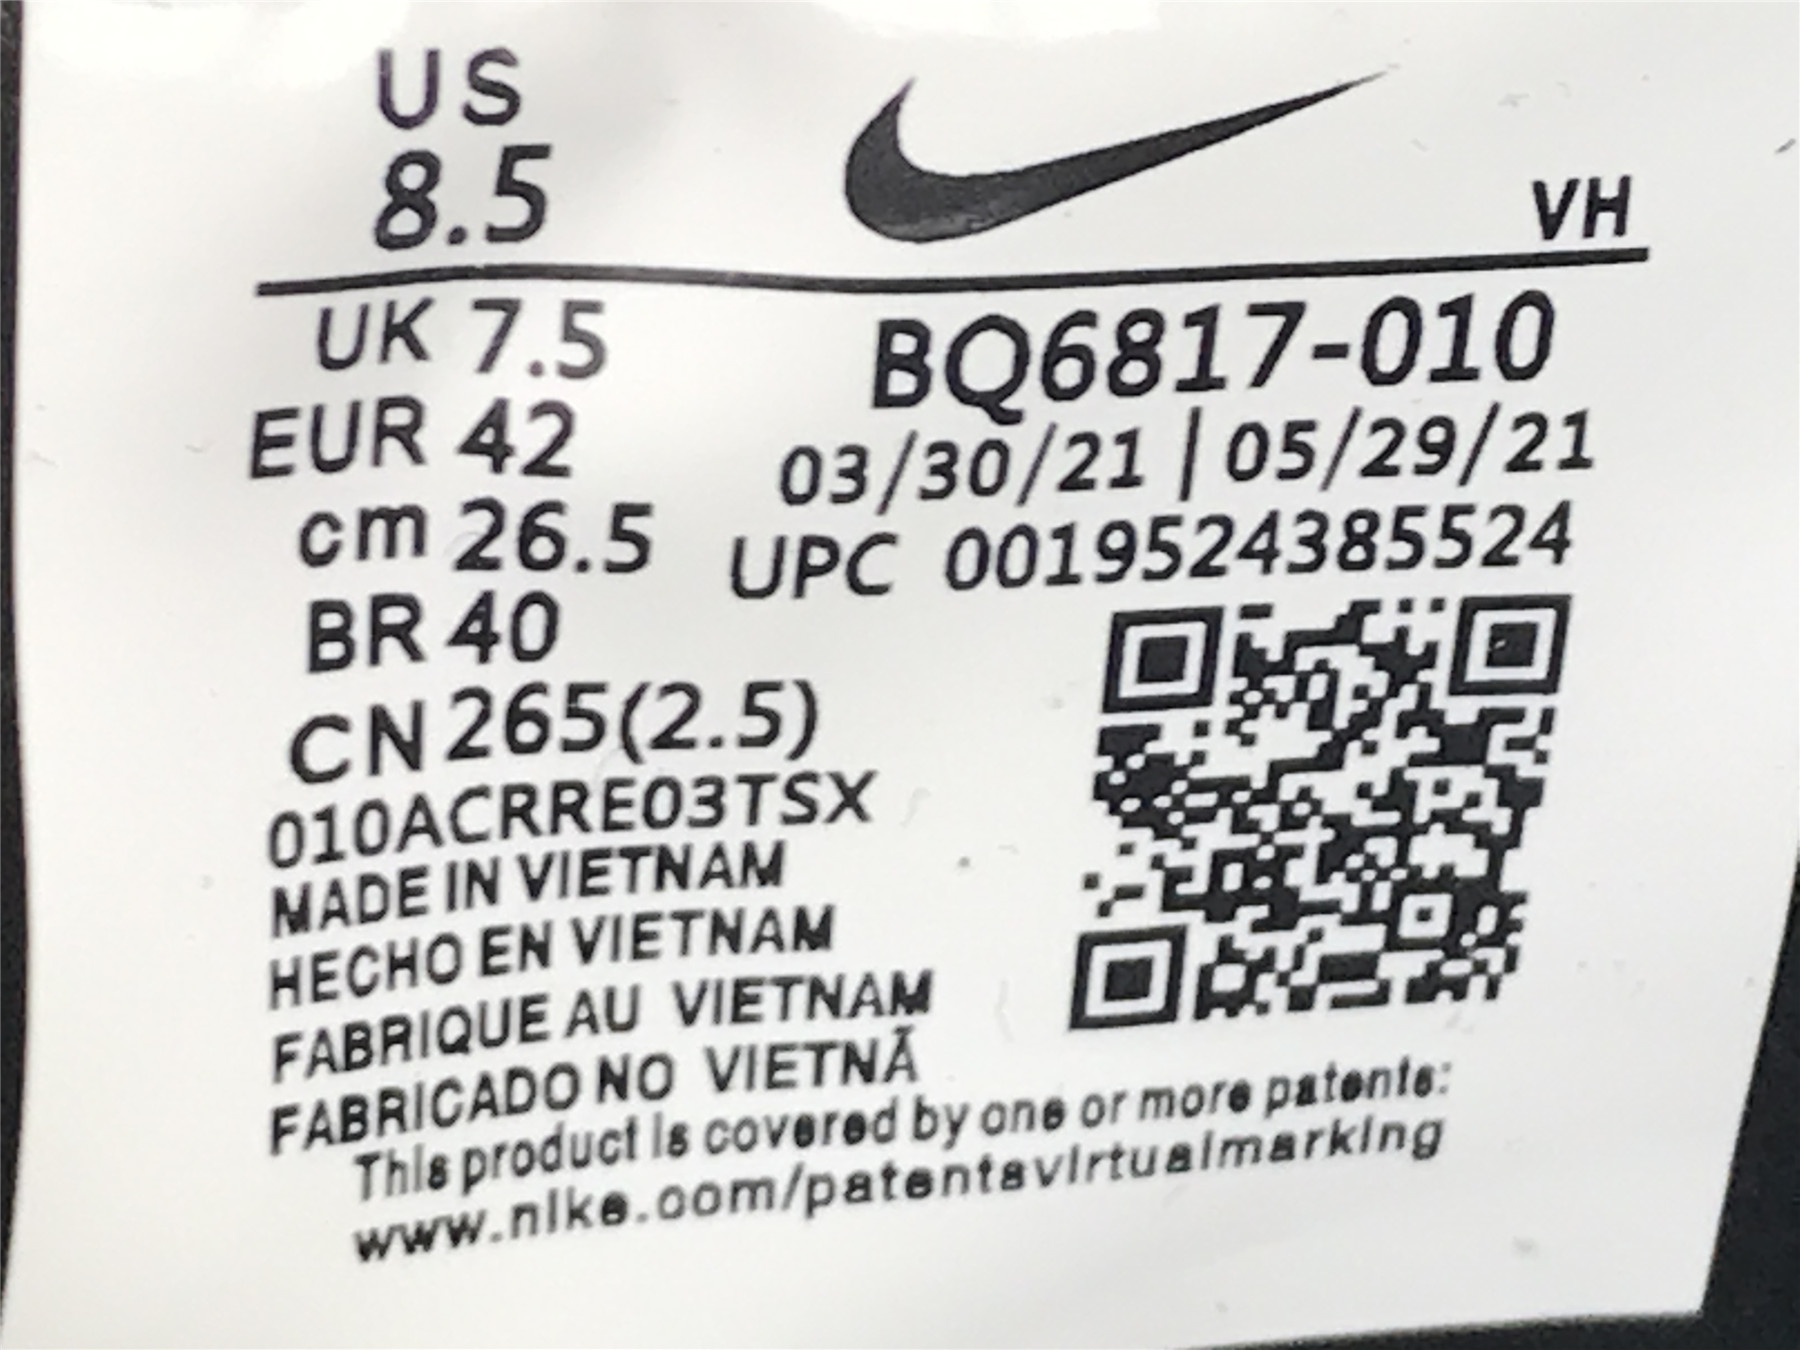 US
8.5
VH
UK 7.5
BQ6817-010
EUR 42
03/30/21 | 05/29/21
cm 26.5
UPC 0019524385524
BR 40
CN 265(2.5)
010ACRRE03TSX
MADE IN VIETNAM
HECHO EN VIETNAM
FABRIQUE AU VIETNAM
FABRICADO NO VIETNÃ
This product is covered by one or more patents:
www.nike.com/patentsvirtualmarking